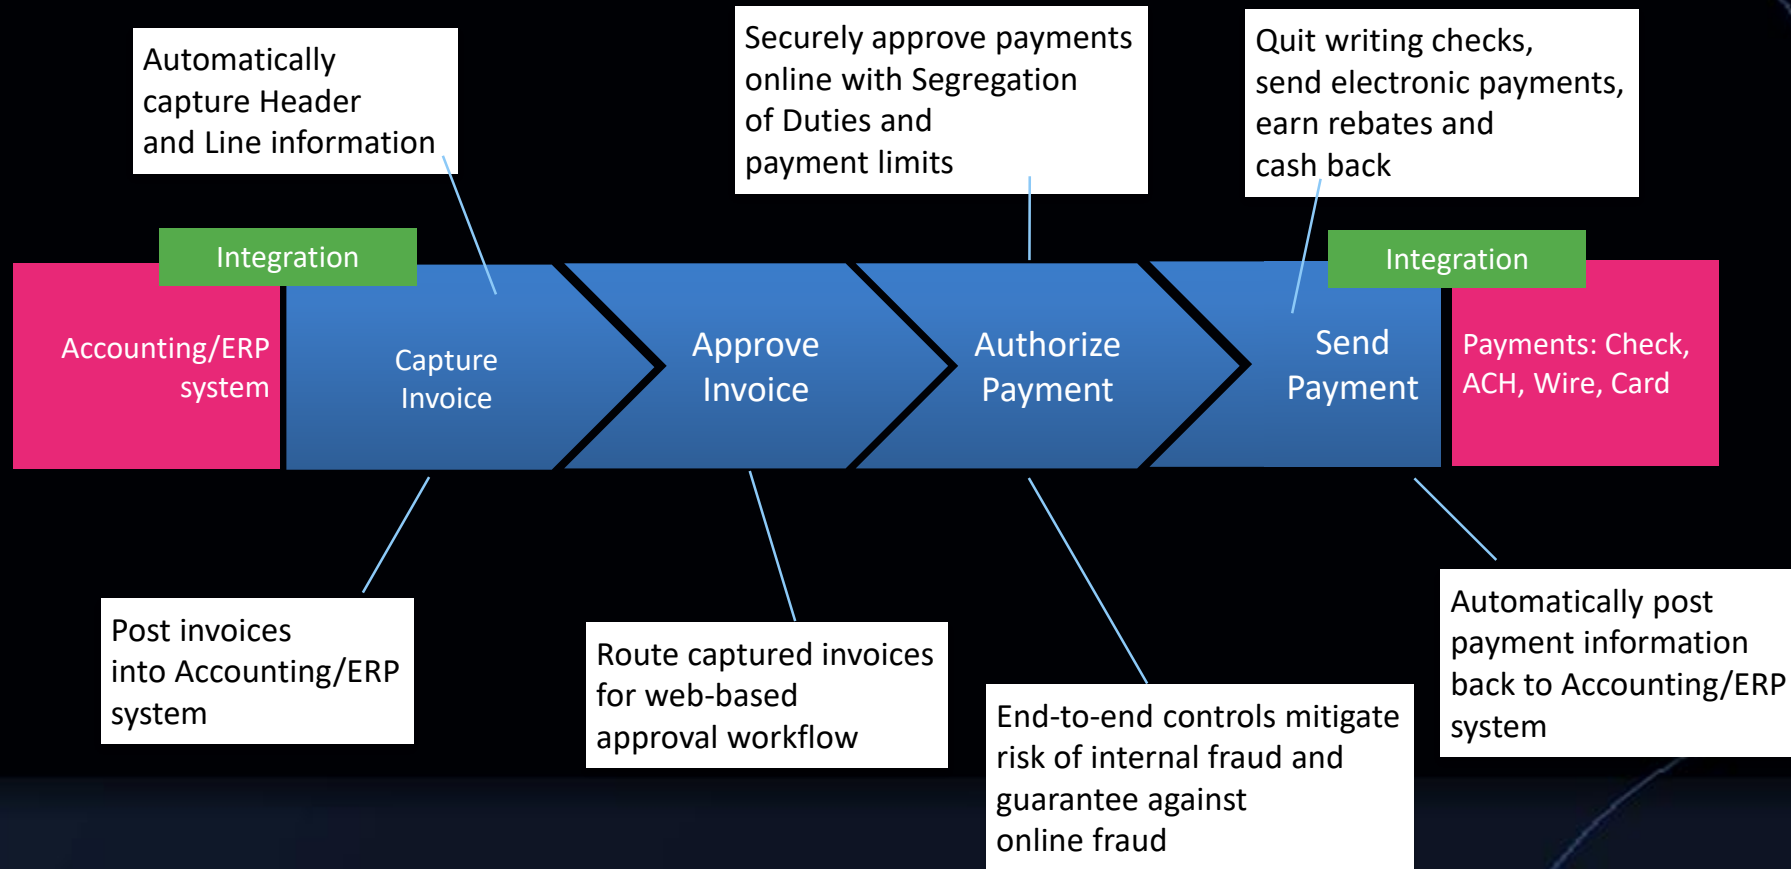 Automatically
capture Header
and Line information
Securely approve payments
online with Segregation
of Duties and
payment limits
Quit writing checks,
send electronic payments,
earn rebates and
cash back
Integration
Integration
Accounting/ERP
system
Capture
Invoice
Approve
Invoice
Authorize
Payment
Send
Payment
Payments: Check,
ACH, Wire, Card
Post invoices
into Accounting/ERP
system
Route captured invoices
for web-based
approval workflow
End-to-end controls mitigate
risk of internal fraud and
guarantee against
online fraud
Automatically post
payment information
back to Accounting/ERP
system